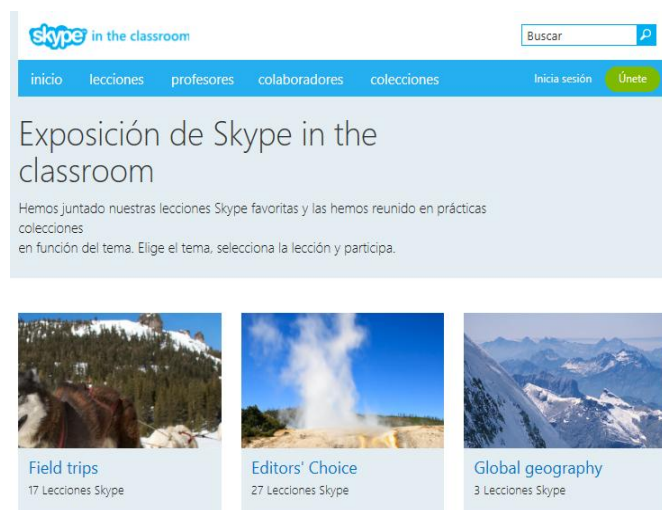 skype in the classroom
Buscar
inicio lecciones profesores colaboradores colecciones Inicia sesión Únete
Exposición de Skype in the
classroom
Hemos juntado nuestras lecciones Skype favoritas y las hemos reunido en prácticas
colecciones
en función del tema. Elige el tema, selecciona la lección y participa.
Field trips
17 Lecciones Skype
Editors' Choice
27 Lecciones Skype
Global geography
3 Lecciones Skype